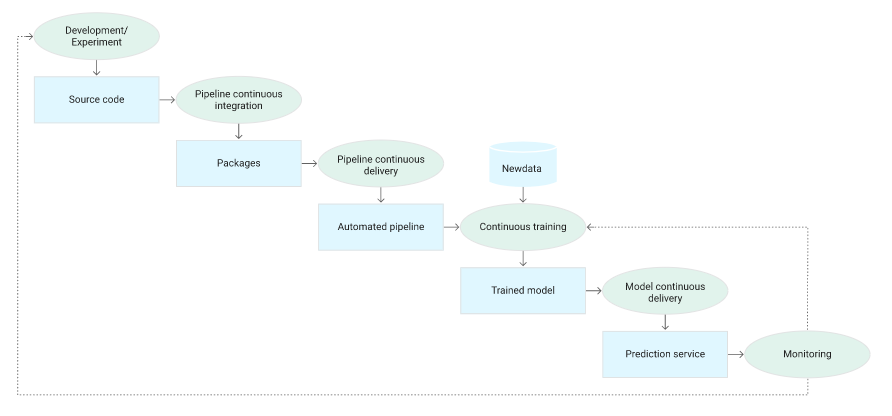 Development/
Experiment
Source code
Pipeline continuous
integration
Packages
Pipeline continuous
delivery
Newdata
Automated pipeline
Continuous training
Trained model
Model continuous
delivery
Prediction service
Monitoring